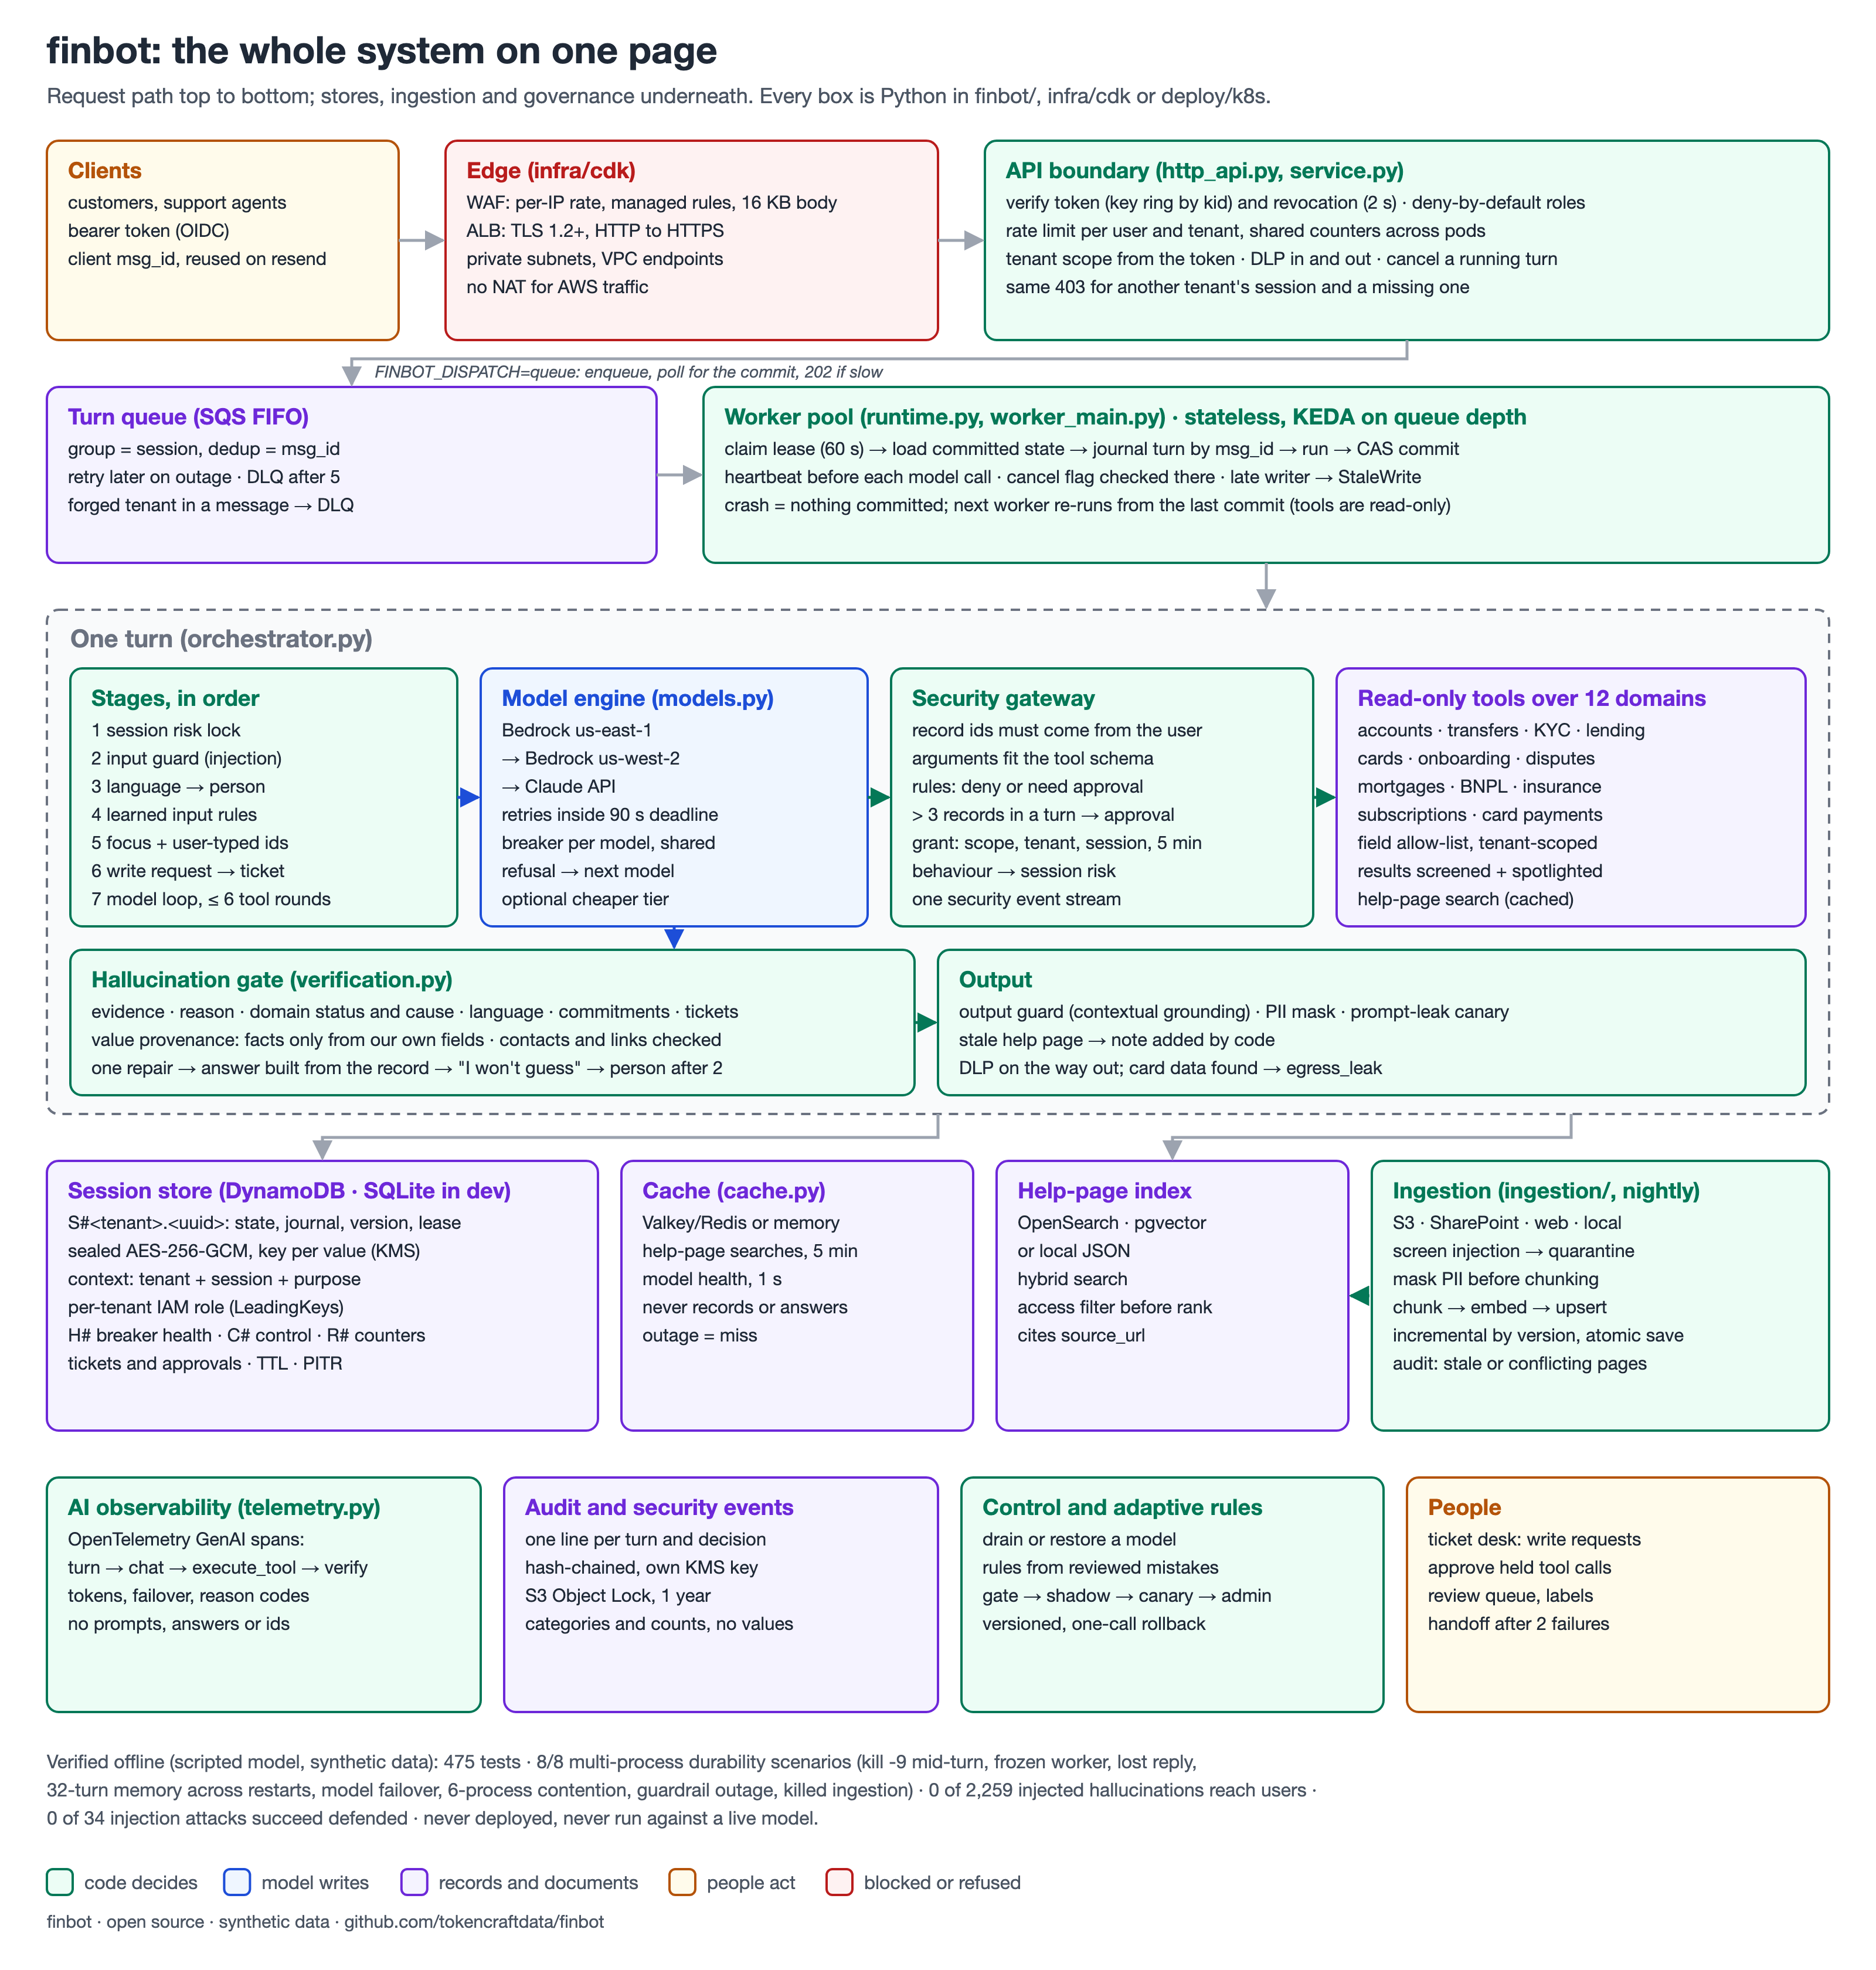 finbot: the whole system on one page
Request path top to bottom; stores, ingestion and governance underneath. Every box is Python in finbot/, infra/cdk or deploy/k8s.
Clients
customers, support agents
bearer token (OIDC)
client msg_id, reused on resend
Edge (infra/cdk)
WAF: per-IP rate, managed rules, 16 KB body
ALB: TLS 1.2+, HTTP to HTTPS
private subnets, VPC endpoints
no NAT for AWS traffic
API boundary (http_api.py, service.py)
verify token (key ring by kid) and revocation (2 s) · deny-by-default roles
rate limit per user and tenant, shared counters across pods
tenant scope from the token · DLP in and out · cancel a running turn
same 403 for another tenant's session and a missing one
FINBOT_DISPATCH=queue: enqueue, poll for the commit, 202 if slow
Turn queue (SQS FIFO)
group = session, dedup = msg_id
retry later on outage · DLQ after 5
forged tenant in a message → DLQ
Worker pool (runtime.py, worker_main.py) · stateless, KEDA on queue depth
claim lease (60 s) → load committed state → journal turn by msg_id → run → CAS commit
heartbeat before each model call · cancel flag checked there · late writer → StaleWrite
crash = nothing committed; next worker re-runs from the last commit (tools are read-only)
One turn (orchestrator.py)
Stages, in order
1 session risk lock
2 input guard (injection)
3 language → person
4 learned input rules
5 focus + user-typed ids
6 write request → ticket
7 model loop, ≤ 6 tool rounds
Model engine (models.py)
Bedrock us-east-1
→ Bedrock us-west-2
→ Claude API
retries inside 90 s deadline
breaker per model, shared
refusal → next model
optional cheaper tier
Security gateway
record ids must come from the user
arguments fit the tool schema
rules: deny or need approval
> 3 records in a turn → approval
grant: scope, tenant, session, 5 min
behaviour → session risk
one security event stream
Read-only tools over 12 domains
accounts · transfers · KYC · lending
cards · onboarding · disputes
mortgages · BNPL · insurance
subscriptions · card payments
field allow-list, tenant-scoped
results screened + spotlighted
help-page search (cached)
Hallucination gate (verification.py)
evidence · reason · domain status and cause · language · commitments · tickets
value provenance: facts only from our own fields · contacts and links checked
one repair → answer built from the record → "I won't guess" → person after 2
Output
output guard (contextual grounding) · PII mask · prompt-leak canary
stale help page → note added by code
DLP on the way out; card data found → egress_leak
Session store (DynamoDB · SQLite in dev)
S#<tenant>.<uuid>: state, journal, version, lease
sealed AES-256-GCM, key per value (KMS)
context: tenant + session + purpose
per-tenant IAM role (LeadingKeys)
H# breaker health · C# control · R# counters
tickets and approvals · TTL · PITR
Cache (cache.py)
Valkey/Redis or memory
help-page searches, 5 min
model health, 1 s
never records or answers
outage = miss
Help-page index
OpenSearch · pgvector
or local JSON
hybrid search
access filter before rank
cites source_url
Ingestion (ingestion/, nightly)
S3 · SharePoint · web · local
screen injection → quarantine
mask PII before chunking
chunk → embed → upsert
incremental by version, atomic save
audit: stale or conflicting pages
AI observability (telemetry.py)
OpenTelemetry GenAI spans:
turn → chat → execute_tool → verify
tokens, failover, reason codes
no prompts, answers or ids
Audit and security events
one line per turn and decision
hash-chained, own KMS key
S3 Object Lock, 1 year
categories and counts, no values
Control and adaptive rules
drain or restore a model
rules from reviewed mistakes
gate → shadow → canary → admin
versioned, one-call rollback
People
ticket desk: write requests
approve held tool calls
review queue, labels
handoff after 2 failures
Verified offline (scripted model, synthetic data): 475 tests · 8/8 multi-process durability scenarios (kill -9 mid-turn, frozen worker, lost reply,
32-turn memory across restarts, model failover, 6-process contention, guardrail outage, killed ingestion) · 0 of 2,259 injected hallucinations reach users ·
0 of 34 injection attacks succeed defended · never deployed, never run against a live model.
code decides
model writes
records and documents
people act
blocked or refused
finbot · open source · synthetic data · github.com/tokencraftdata/finbot